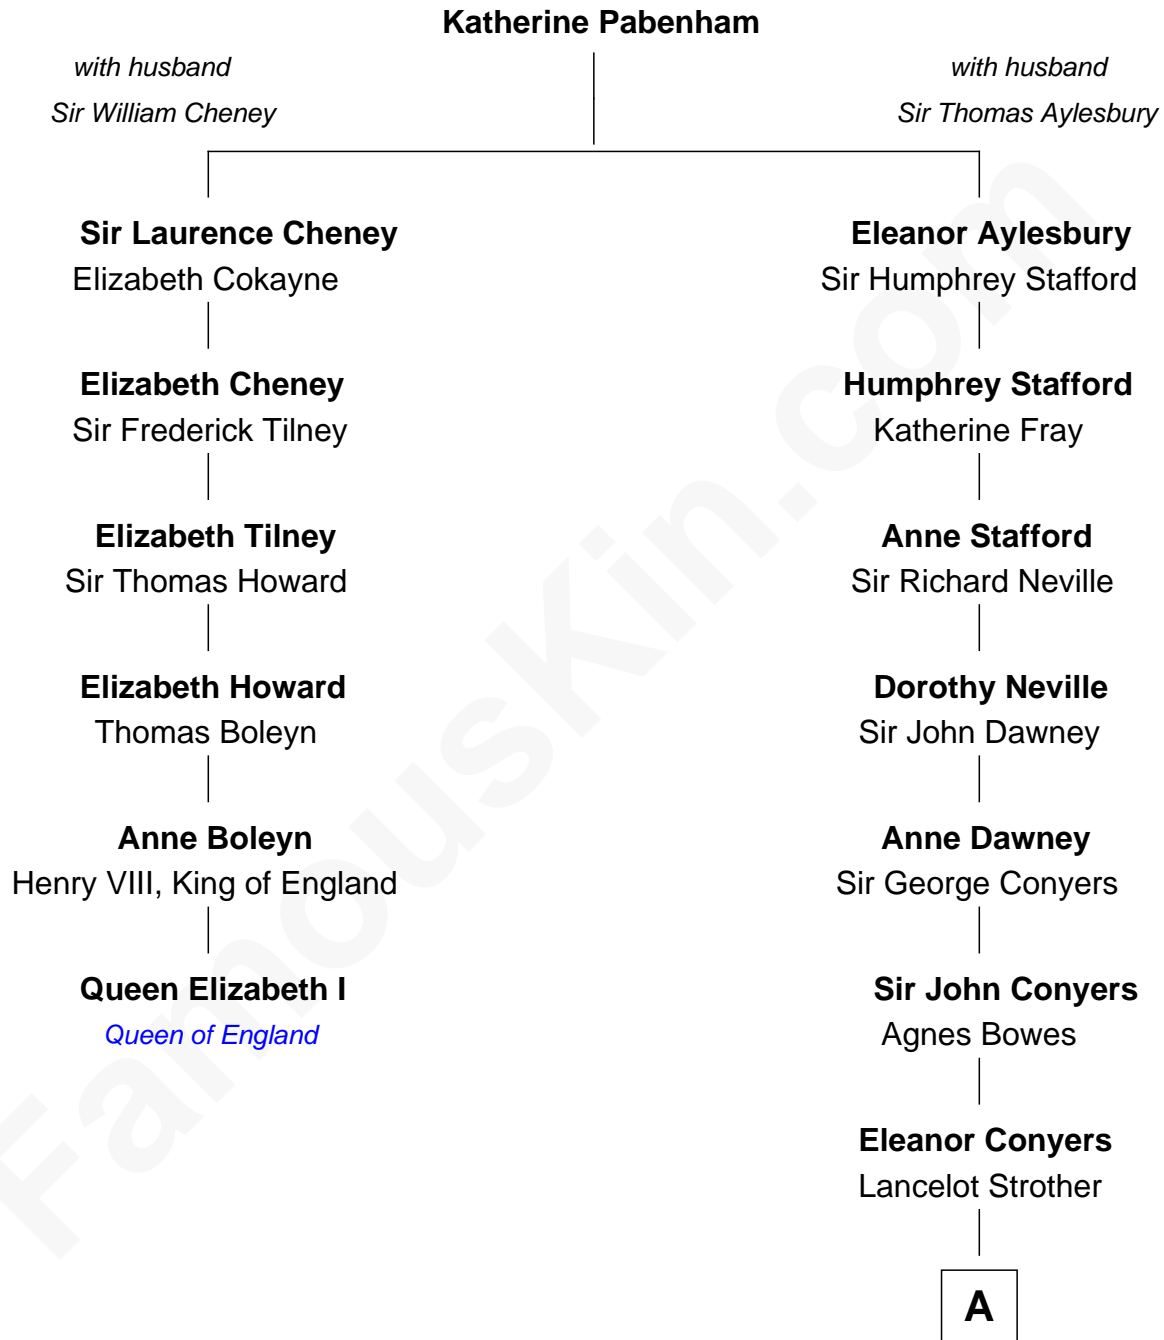 Katherine Pabenham
with husband
Sir William Cheney
with husband
Sir Thomas Aylesbury
Sir Laurence Cheney
Elizabeth Cokayne
Elizabeth Cheney
Sir Frederick Tilney
Elizabeth Tilney
Sir Thomas Howard
Elizabeth Howard
Thomas Boleyn
Anne Boleyn
Henry VIII, King of England
Queen Elizabeth I
Queen of England
Eleanor Aylesbury
Sir Humphrey Stafford
Humphrey Stafford
Katherine Fray
Anne Stafford
Sir Richard Neville
Dorothy Neville
Sir John Dawney
Anne Dawney
Sir George Conyers
Sir John Conyers
Agnes Bowes
Eleanor Conyers
Lancelot Strother
A
FamousKin.com